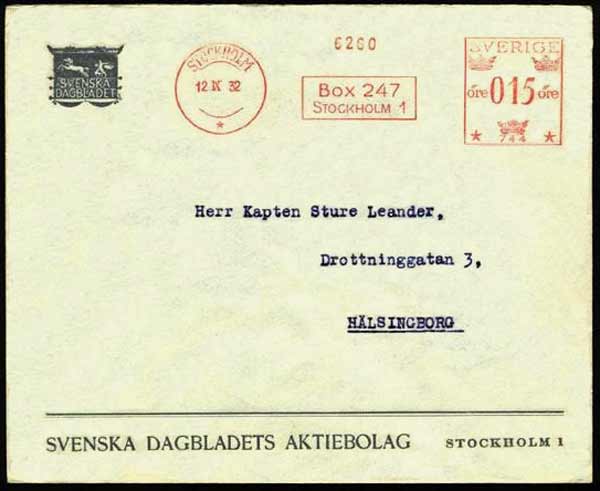 SVENSKA
DAGBLADET
STOCKHOLM
12 IX 32
6260
Box 247
STOCKHOLM 1
SVERIGE
öre 015 öre
744
Herr Kapten Sture Leander,
Drottninggatan 3,
HÄLSINGBORG
SVENSKA DAGBLADETS AKTIEBOLAG STOCKHOLM 1